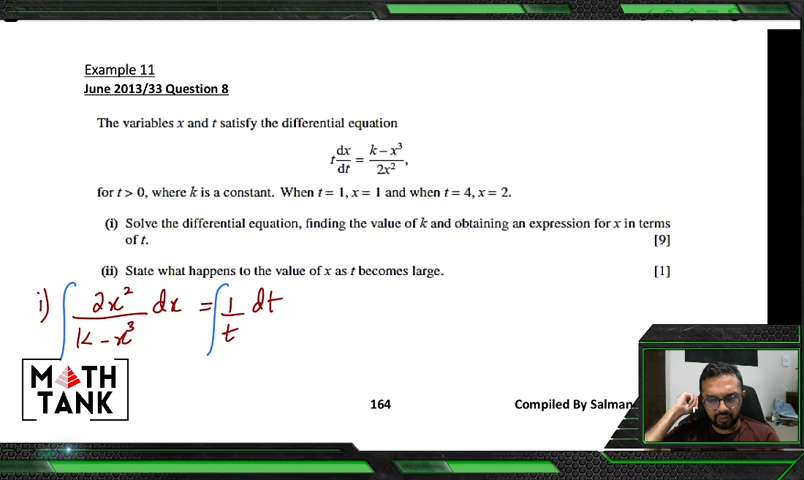 Example 11
June 2013/33 Question 8
The variables x and t satisfy the differential equation
t dx/dt = (k − x³)/(2x²),
for t > 0, where k is a constant. When t = 1, x = 1 and when t = 4, x = 2.
(i) Solve the differential equation, finding the value of k and obtaining an expression for x in terms
of t. [9]
(ii) State what happens to the value of x as t becomes large. [1]
i) ∫ 2x²/(k − x³) dx = ∫ 1/t dt
MATH
TANK
164 Compiled By Salman